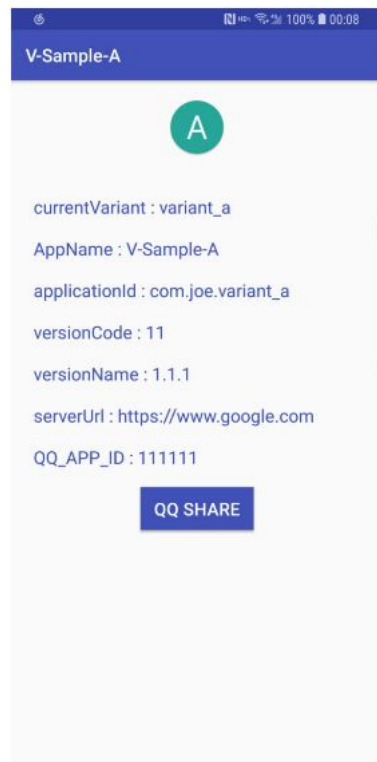 100% 00:08
V-Sample-A
A
currentVariant : variant_a
AppName : V-Sample-A
applicationId : com.joe.variant_a
versionCode : 11
versionName : 1.1.1
serverUrl : https://www.google.com
QQ_APP_ID : 111111
QQ SHARE